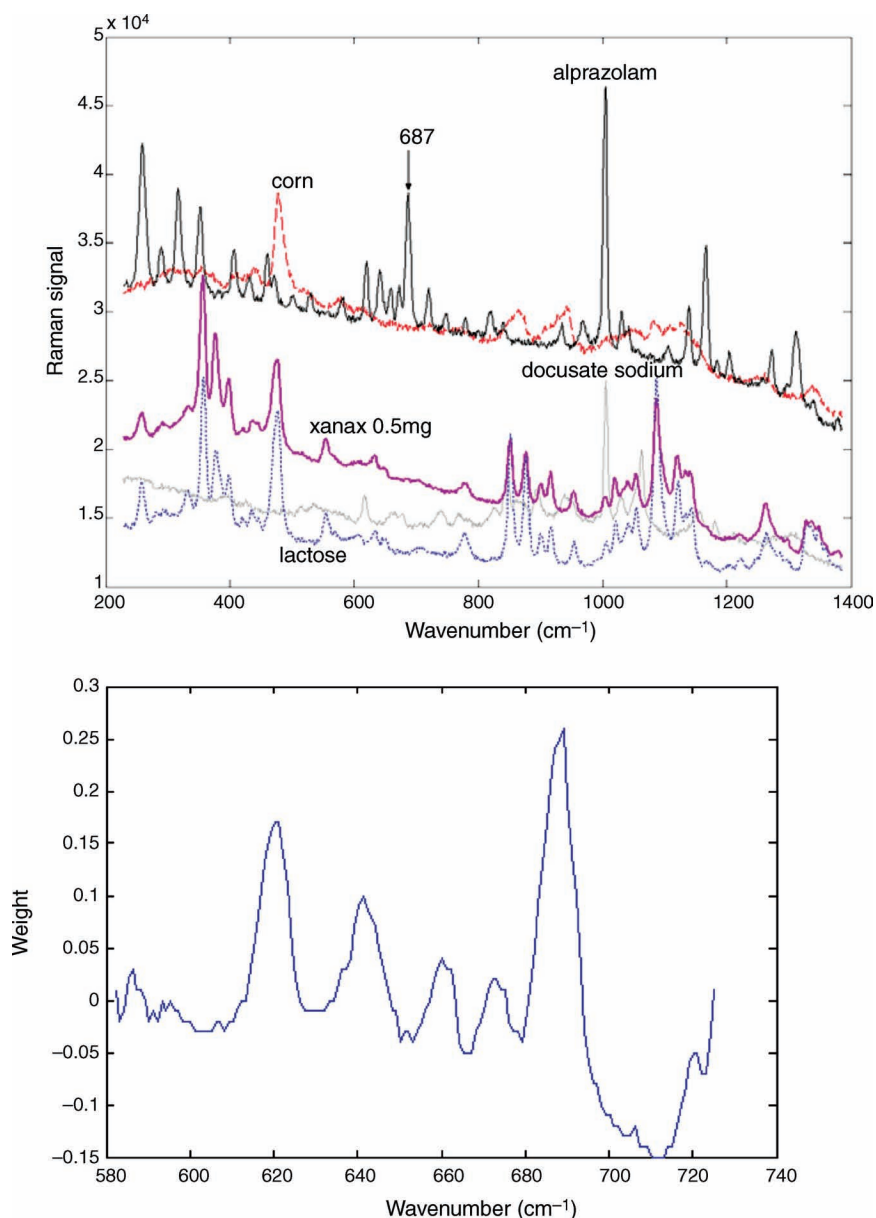 × 10⁴
5
4.5
4
3.5
3
2.5
2
1.5
1
Raman signal
alprazolam
687
corn
docusate sodium
xanax 0.5mg
lactose
200 400 600 800 1000 1200 1400
Wavenumber (cm⁻¹)
0.3
0.25
0.2
0.15
0.1
0.05
0
−0.05
−0.1
−0.15
Weight
580 600 620 640 660 680 700 720 740
Wavenumber (cm⁻¹)